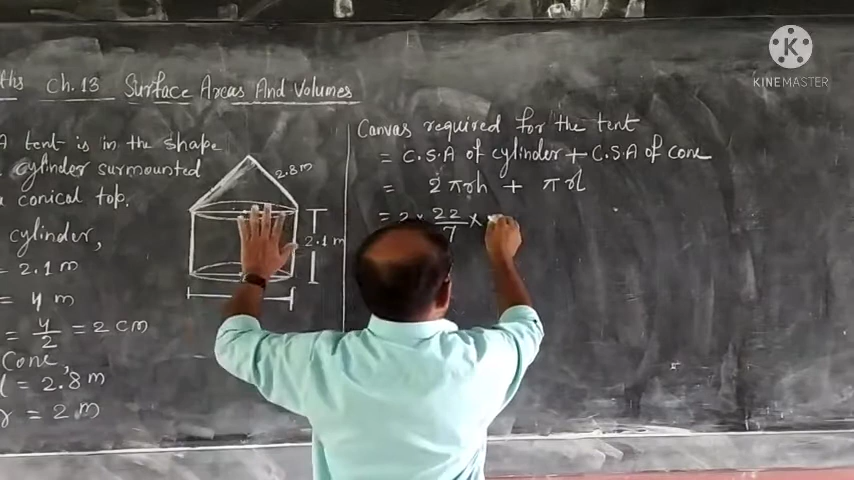 ths Ch.13 Surface Areas And Volumes
A tent is in the shape
cylinder surmounted
a conical top.
cylinder,
= 2.1 m
= 4 m
= 4/2 = 2 cm
Cone,
l = 2.8 m
r = 2 m
2.8 m
2.1 m
Canvas required for the tent
= C.S.A of cylinder + C.S.A of cone
= 2πrh + πrl
= 2 × 22/7 ×
K
KINEMASTER